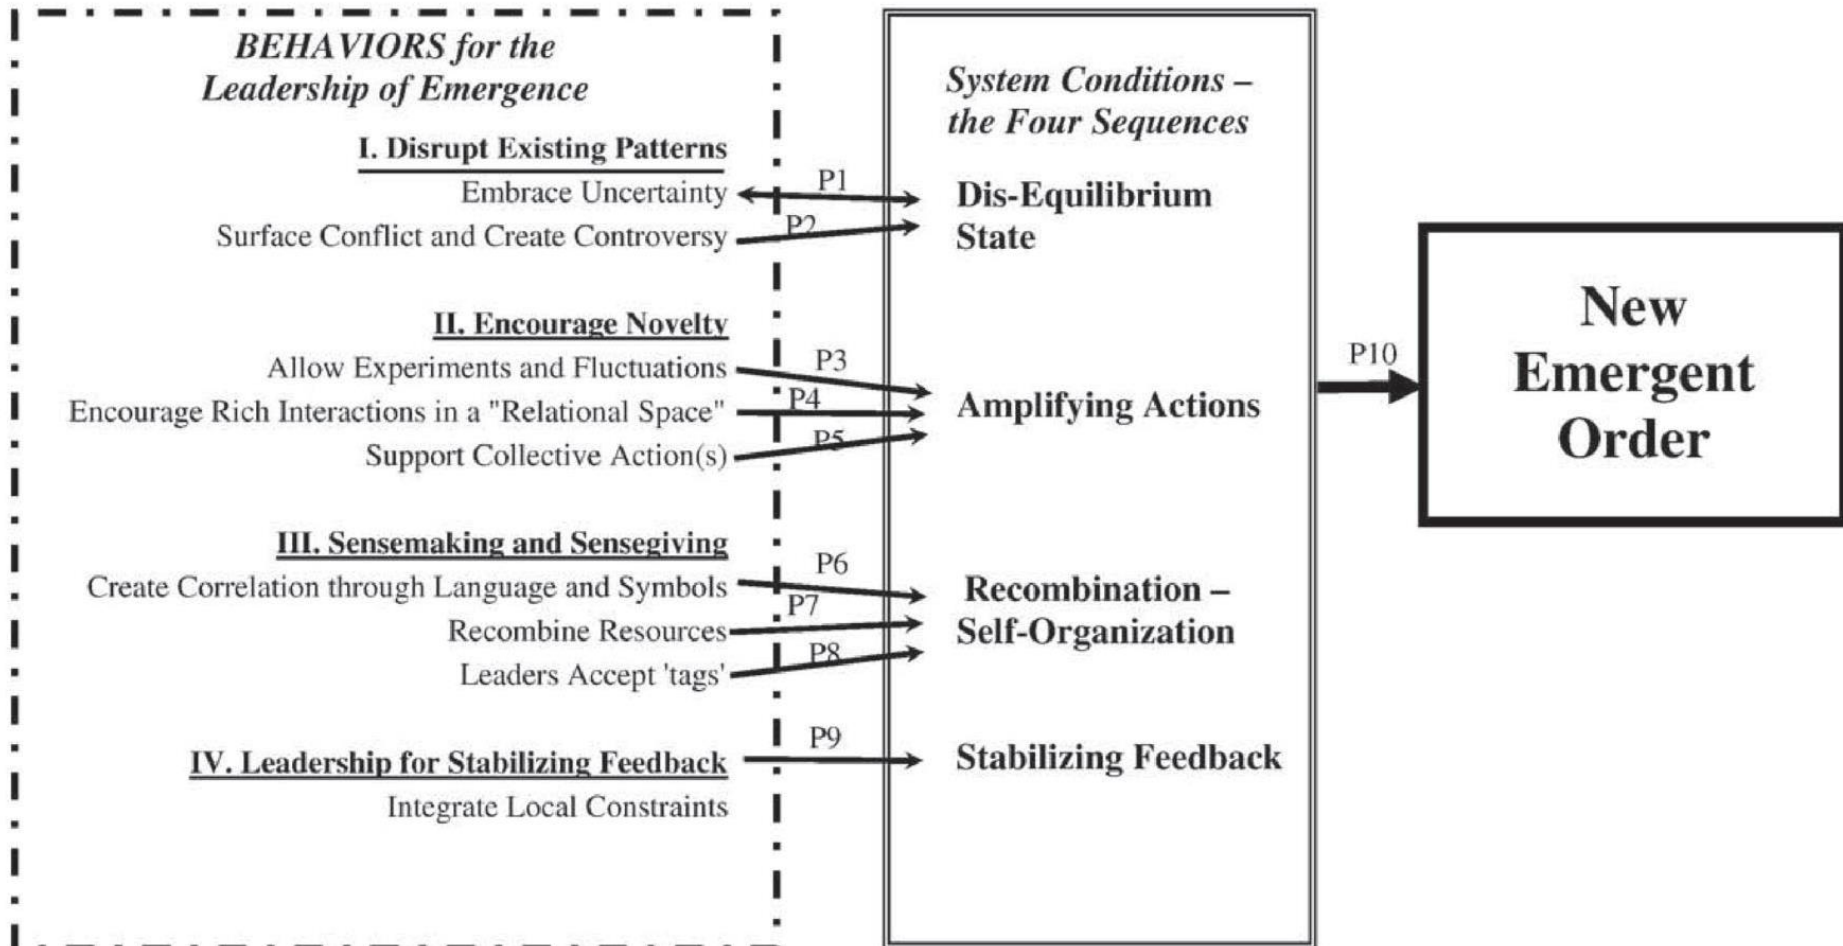 BEHAVIORS for the
Leadership of Emergence
I. Disrupt Existing Patterns
Embrace Uncertainty
Surface Conflict and Create Controversy
II. Encourage Novelty
Allow Experiments and Fluctuations
Encourage Rich Interactions in a "Relational Space"
Support Collective Action(s)
III. Sensemaking and Sensegiving
Create Correlation through Language and Symbols
Recombine Resources
Leaders Accept 'tags'
IV. Leadership for Stabilizing Feedback
Integrate Local Constraints
P1
P2
P3
P4
P5
P6
P7
P8
P9
System Conditions –
the Four Sequences
Dis-Equilibrium
State
Amplifying Actions
Recombination –
Self-Organization
Stabilizing Feedback
P10
New
Emergent
Order